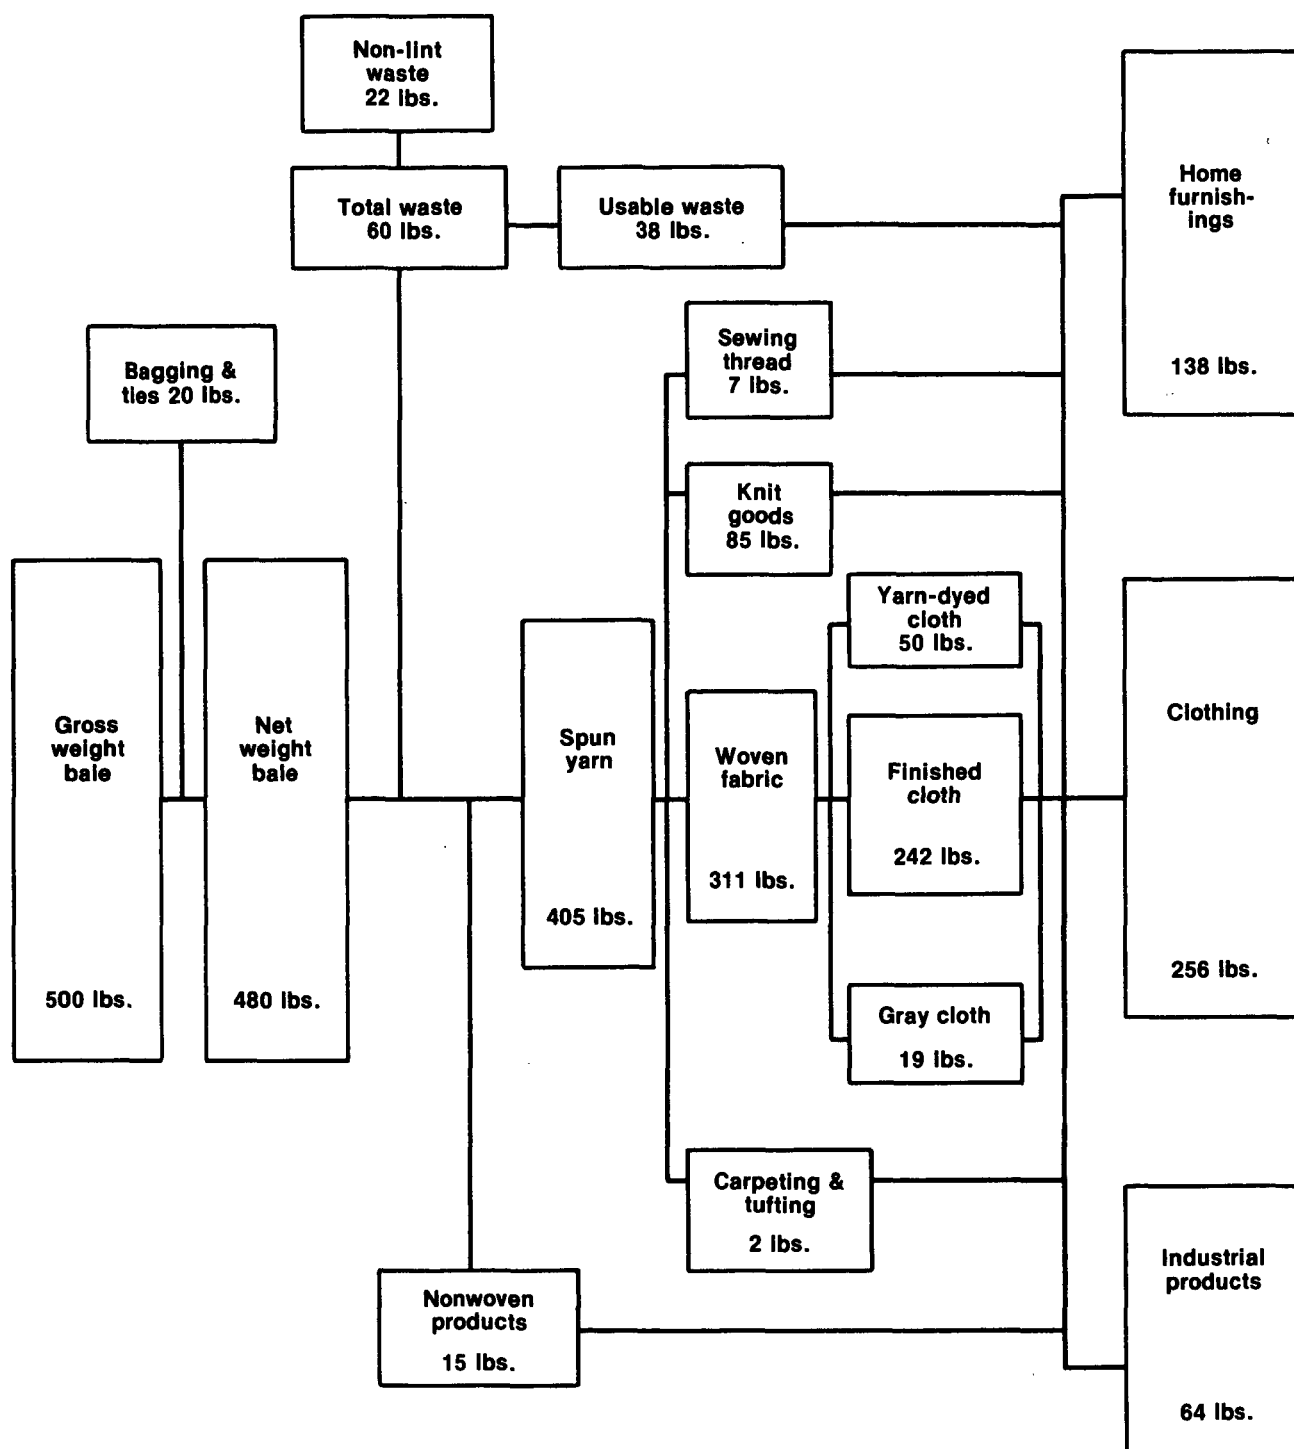 Non-lint
waste
22 lbs.
Total waste
60 lbs.
Usable waste
38 lbs.
Home
furnish-
ings
138 lbs.
Bagging &
ties 20 lbs.
Sewing
thread
7 lbs.
Knit
goods
85 lbs.
Yarn-dyed
cloth
50 lbs.
Gross
weight
bale
500 lbs.
Net
weight
bale
480 lbs.
Spun
yarn
405 lbs.
Woven
fabric
311 lbs.
Finished
cloth
242 lbs.
Clothing
256 lbs.
Gray cloth
19 lbs.
Carpeting &
tufting
2 lbs.
Nonwoven
products
15 lbs.
Industrial
products
64 lbs.